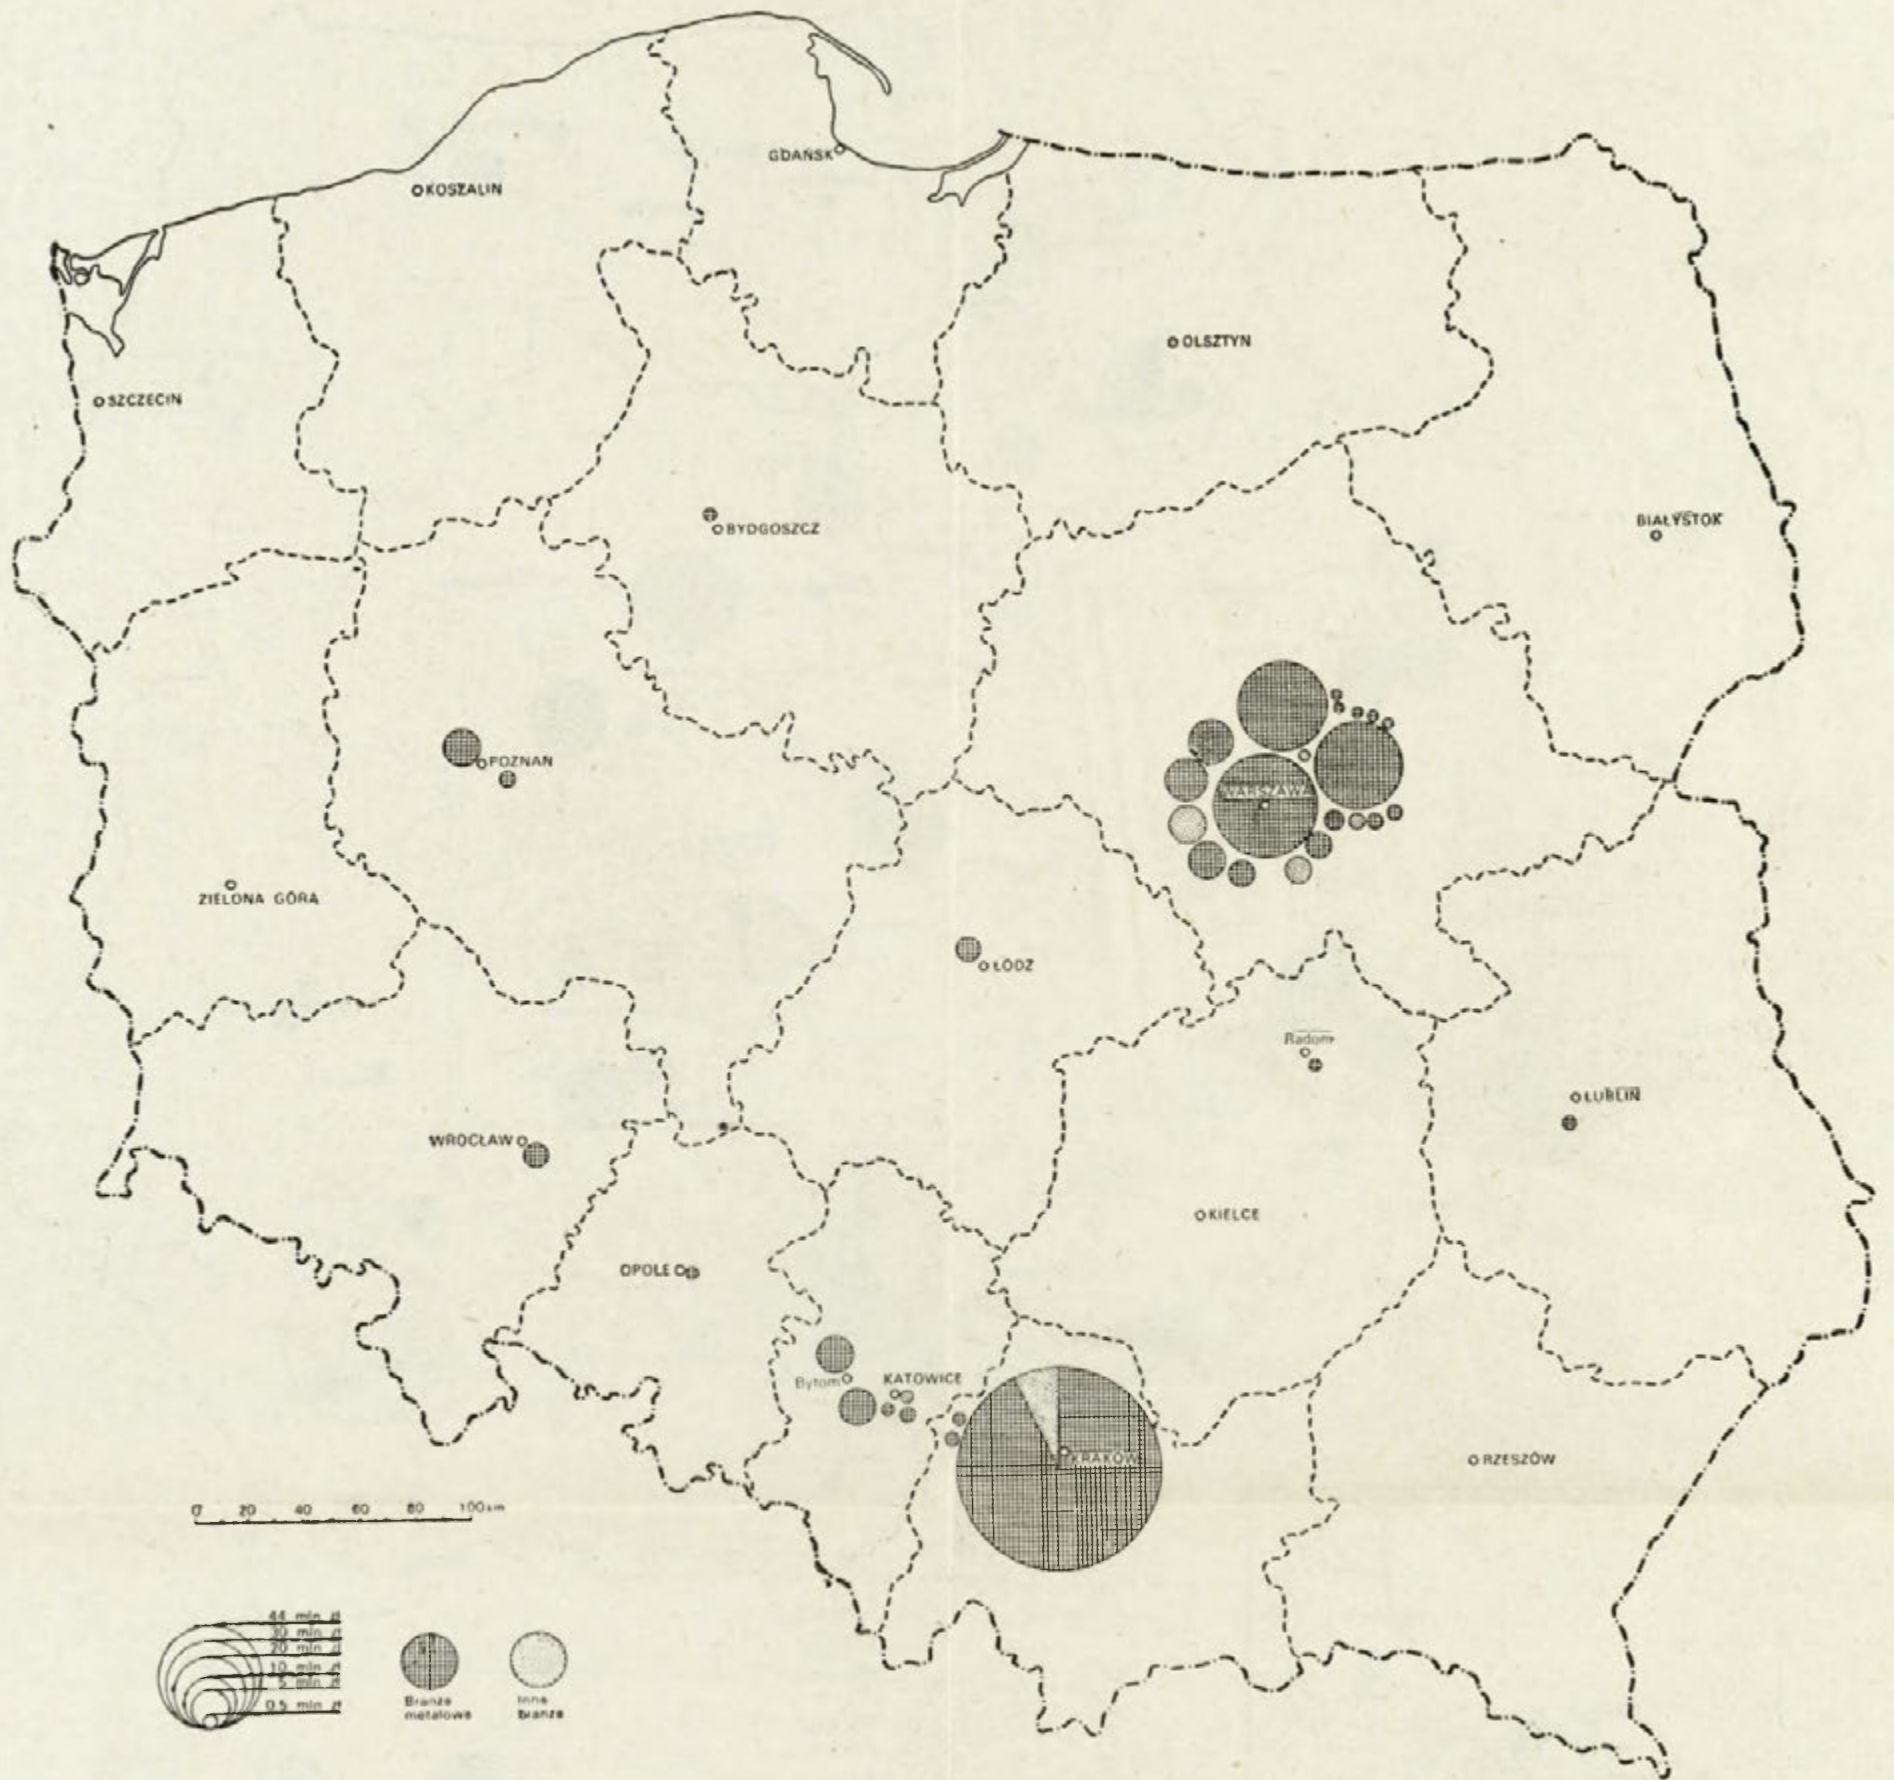 GDAŃSK
KOSZALIN
OLSZTYN
SZCZECIN
BIAŁYSTOK
BYDGOSZCZ
POZNAŃ
WARSZAWA
ZIELONA GÓRA
ŁÓDŹ
Radom
LUBLIN
WROCŁAW
KIELCE
OPOLE
KATOWICE
Bytom
KRAKÓW
RZESZÓW
0 20 40 60 80 100 km
44 mln zł
30 mln zł
20 mln zł
10 mln zł
5 mln zł
0.5 mln zł
Branże
metalowe
Inne
branże